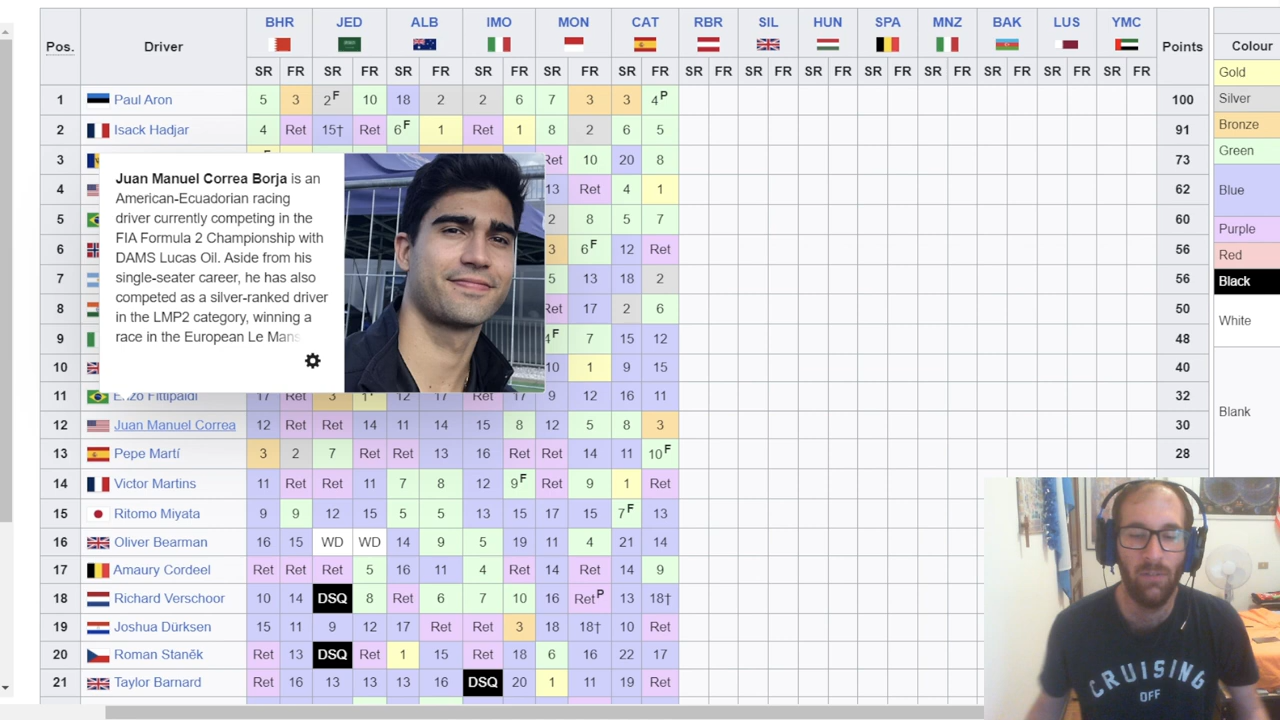 BHR JED ALB IMO MON CAT RBR SIL HUN SPA MNZ BAK LUS YMC
Pos. Driver Points Colour
SR FR SR FR SR FR SR FR SR FR SR FR SR FR SR FR SR FR SR FR SR FR SR FR SR FR SR FR
Gold
1 Paul Aron 5 3 2F 10 18 2 2 6 7 3 3 4P 100 Silver
2 Isack Hadjar 4 Ret 15† Ret 6F 1 Ret 1 8 2 6 5 91 Bronze
3 Ret 10 20 8 73 Green
4 13 Ret 4 1 62 Blue
5 2 8 5 7 60
6 3 6F 12 Ret 56 Purple
Red
7 5 13 18 2 56 Black
8 Ret 17 2 6 50 White
9 4F 7 15 12 48
10 10 1 9 15 40
Juan Manuel Correa Borja is an
American-Ecuadorian racing
driver currently competing in the
FIA Formula 2 Championship with
DAMS Lucas Oil. Aside from his
single-seater career, he has also
competed as a silver-ranked driver
in the LMP2 category, winning a
race in the European Le Mans
11 Enzo Fittipaldi 17 Ret 3 12 17 Ret 17 9 12 16 11 32 Blank
12 Juan Manuel Correa 12 Ret Ret 14 11 14 15 8 12 5 8 3 30
13 Pepe Martí 3 2 7 Ret Ret 13 16 Ret Ret 14 11 10F 28
14 Victor Martins 11 Ret Ret 11 7 8 12 9F Ret 9 1 Ret
15 Ritomo Miyata 9 9 12 15 5 5 13 15 17 15 7F 13
16 Oliver Bearman 16 15 WD WD 14 9 5 19 11 4 21 14
17 Amaury Cordeel Ret Ret Ret 5 16 11 4 Ret 14 Ret 14 9
18 Richard Verschoor 10 14 DSQ 8 Ret 6 7 10 16 RetP 13 18†
19 Joshua Dürksen 15 11 9 12 17 Ret Ret 3 18 18† 10 Ret
20 Roman Staněk Ret 13 DSQ Ret 1 15 Ret 18 6 16 22 17
21 Taylor Barnard Ret 16 13 13 13 16 DSQ 20 1 11 19 Ret
CRUISING
OFF